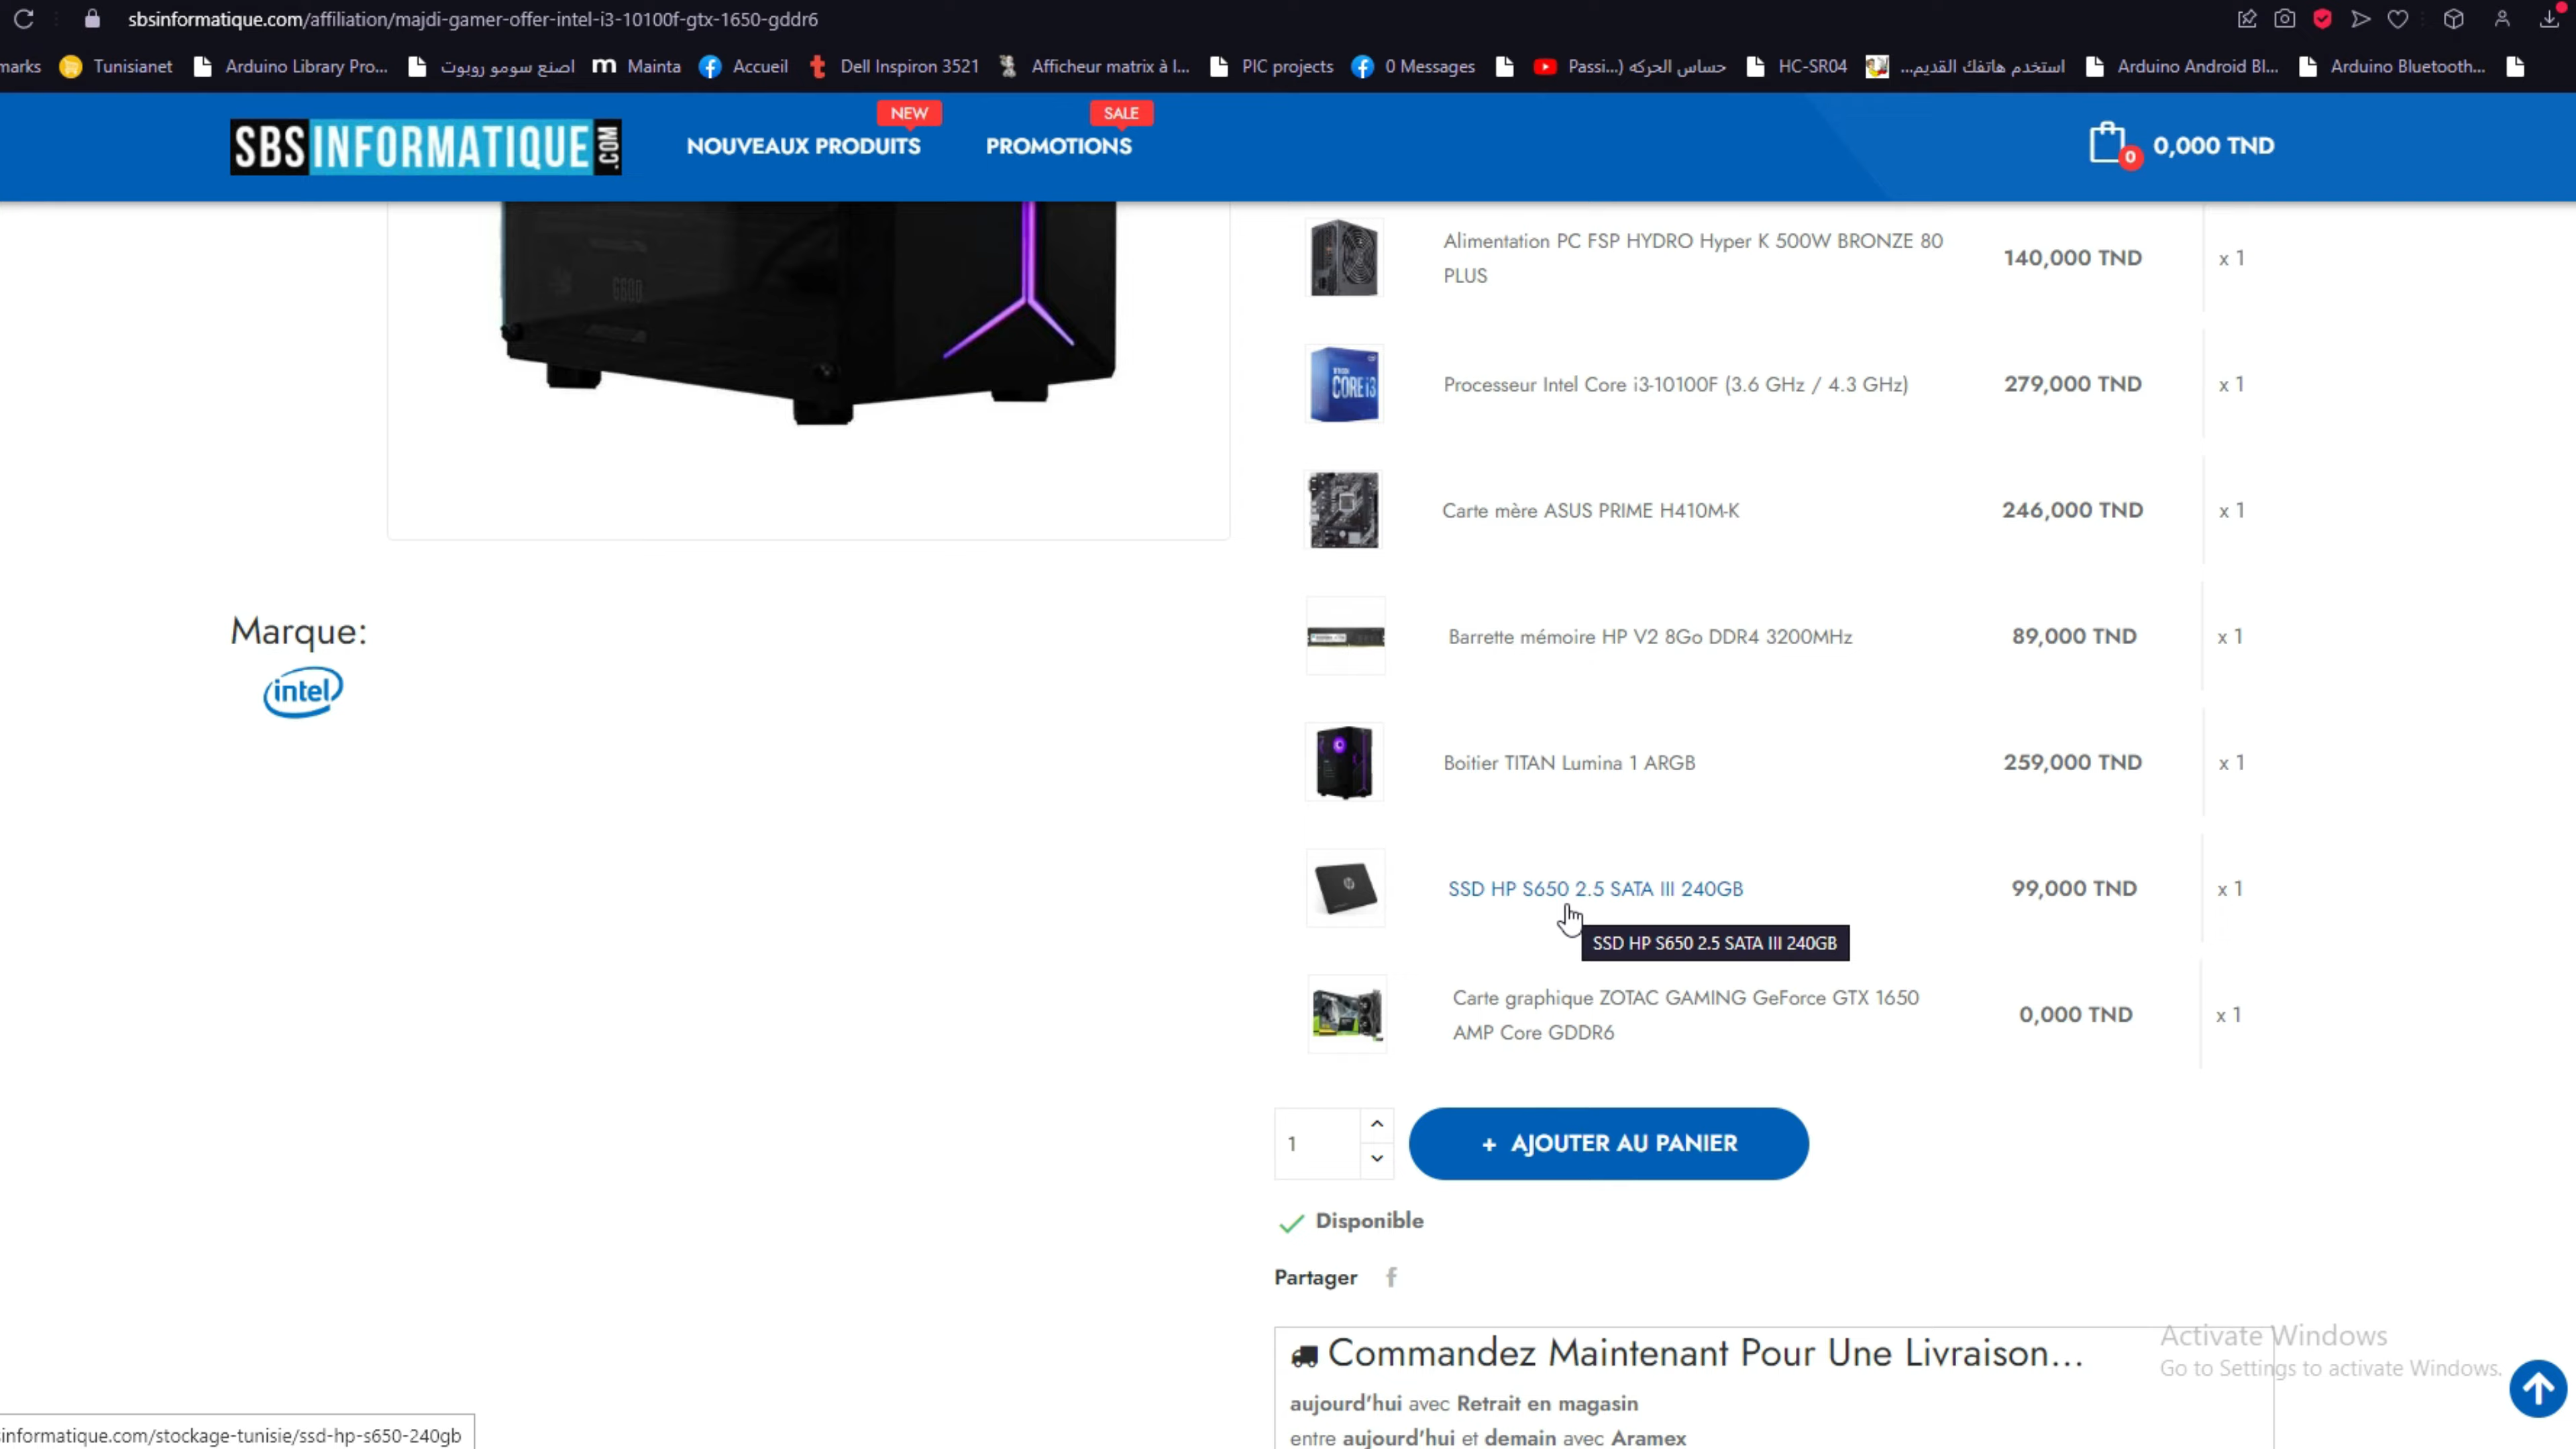 sbsinformatique.com/affiliation/majdi-gamer-offer-intel-i3-10100f-gtx-1650-gddr6
marks Tunisianet Arduino Library Pro... اصنع سومو روبوت m Mainta Accueil t Dell Inspiron 3521 Afficheur matrix à l... PIC projects 0 Messages حساس الحركه (...Passi HC-SR04 استخدم هاتفك القديم... Arduino Android Bl... Arduino Bluetooth...
SBSINFORMATIQUE.COM
NEW
NOUVEAUX PRODUITS
SALE
PROMOTIONS
0
0,000 TND
Alimentation PC FSP HYDRO Hyper K 500W BRONZE 80
PLUS
140,000 TND
x 1
G600
CORE i3
Processeur Intel Core i3-10100F (3.6 GHz / 4.3 GHz)
279,000 TND
x 1
Carte mère ASUS PRIME H410M-K
246,000 TND
x 1
Marque:
intel
Barrette mémoire HP V2 8Go DDR4 3200MHz
89,000 TND
x 1
Boitier TITAN Lumina 1 ARGB
259,000 TND
x 1
SSD HP S650 2.5 SATA III 240GB
99,000 TND
x 1
SSD HP S650 2.5 SATA III 240GB
Carte graphique ZOTAC GAMING GeForce GTX 1650
AMP Core GDDR6
0,000 TND
x 1
1
+ AJOUTER AU PANIER
Disponible
Partager
Commandez Maintenant Pour Une Livraison...
aujourd'hui avec Retrait en magasin
entre aujourd'hui et demain avec Aramex
Activate Windows
Go to Settings to activate Windows.
informatique.com/stockage-tunisie/ssd-hp-s650-240gb